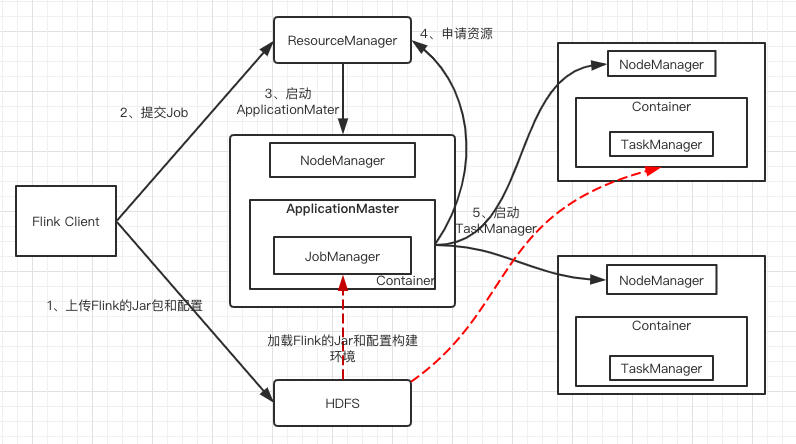 ResourceManager
4、申请资源
2、提交Job
3、启动
ApplicationMater
NodeManager
ApplicationMaster
JobManager
Container
Flink Client
1、上传Flink的Jar包和配置
5、启动
TaskManager
加载Flink的Jar和配置构建
环境
HDFS
NodeManager
Container
TaskManager
NodeManager
Container
TaskManager